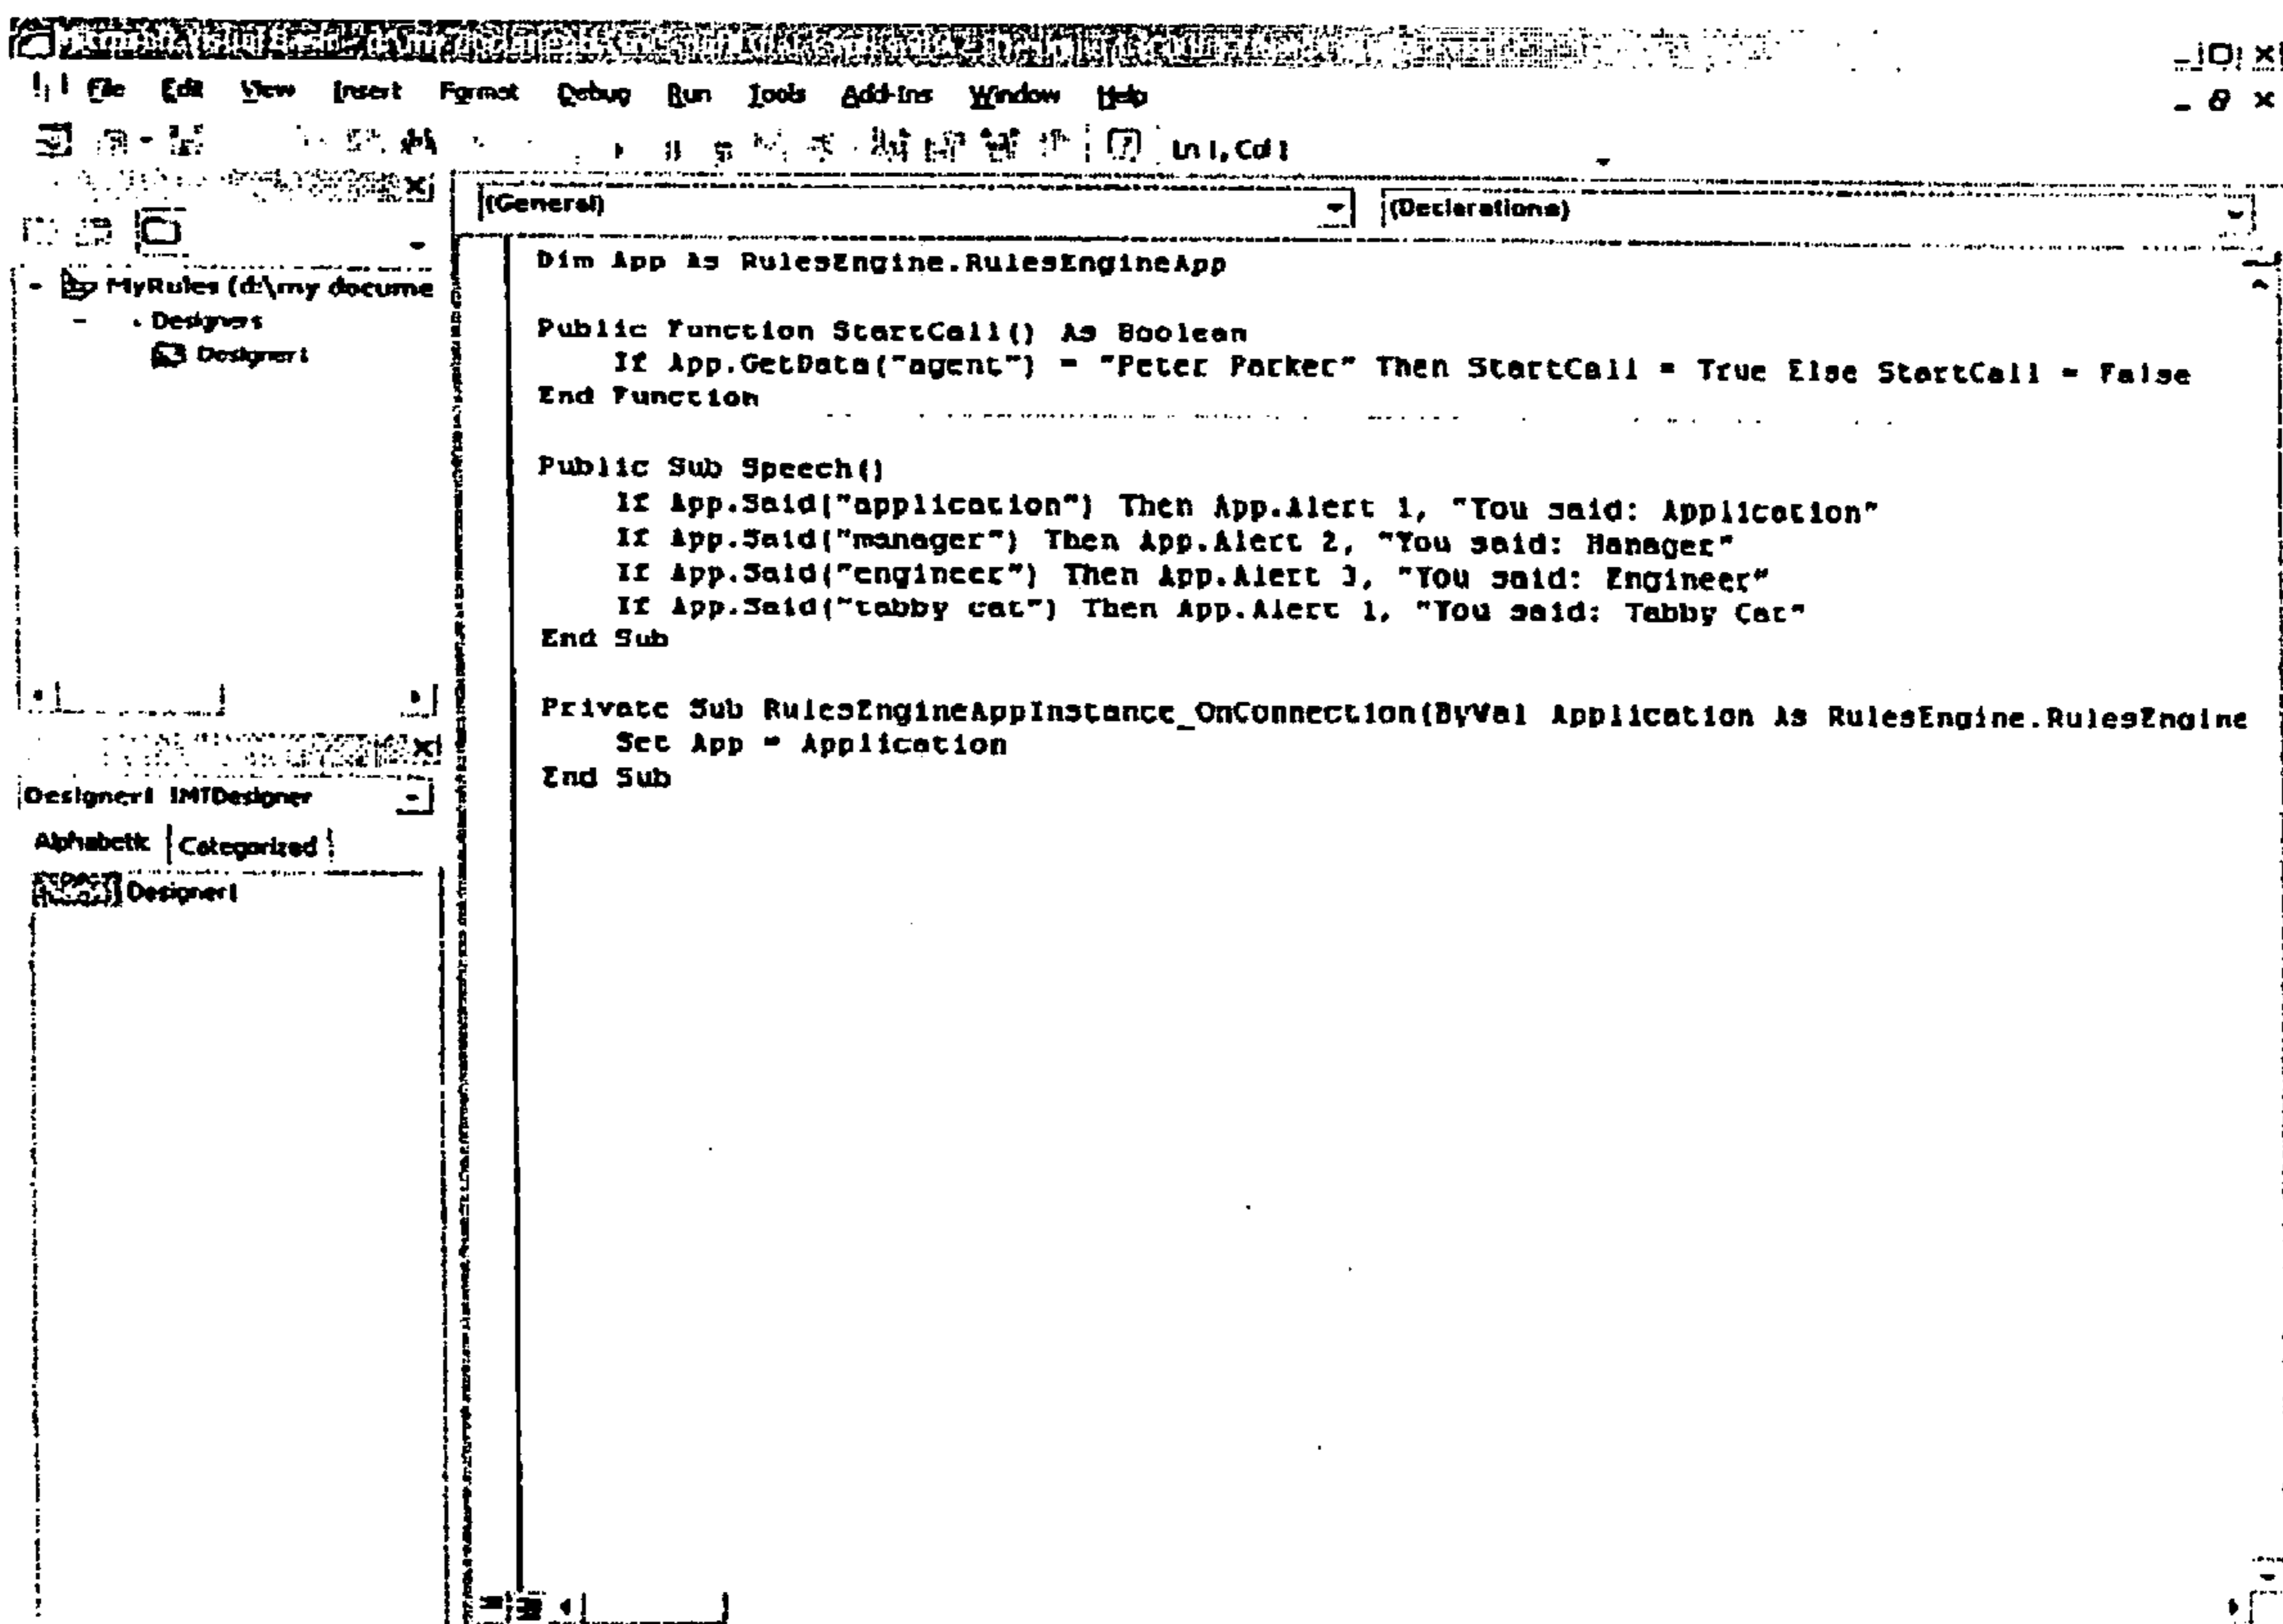 File Edit View Insert Format Debug Run Tools Add-Ins Window Help
Ln 1, Col 1
(General) (Declarations)
MyRules (d:\my docume
Designers
Designer1
Dim App As RulesEngine.RulesEngineApp
Public Function StartCall() As Boolean
If App.GetData("agent") = "Peter Parker" Then StartCall = True Else StartCall = False
End Function
Public Sub Speech()
If App.Said("application") Then App.Alert 1, "You said: Application"
If App.Said("manager") Then App.Alert 2, "You said: Manager"
If App.Said("engineer") Then App.Alert 3, "You said: Engineer"
If App.Said("tabby cat") Then App.Alert 1, "You said: Tabby Cat"
End Sub
Private Sub RulesEngineAppInstance_OnConnection(ByVal Application As RulesEngine.RulesEngine
Set App = Application
End Sub
Designer1 IMTDesigner
Alphabetic Categorized
Designer1